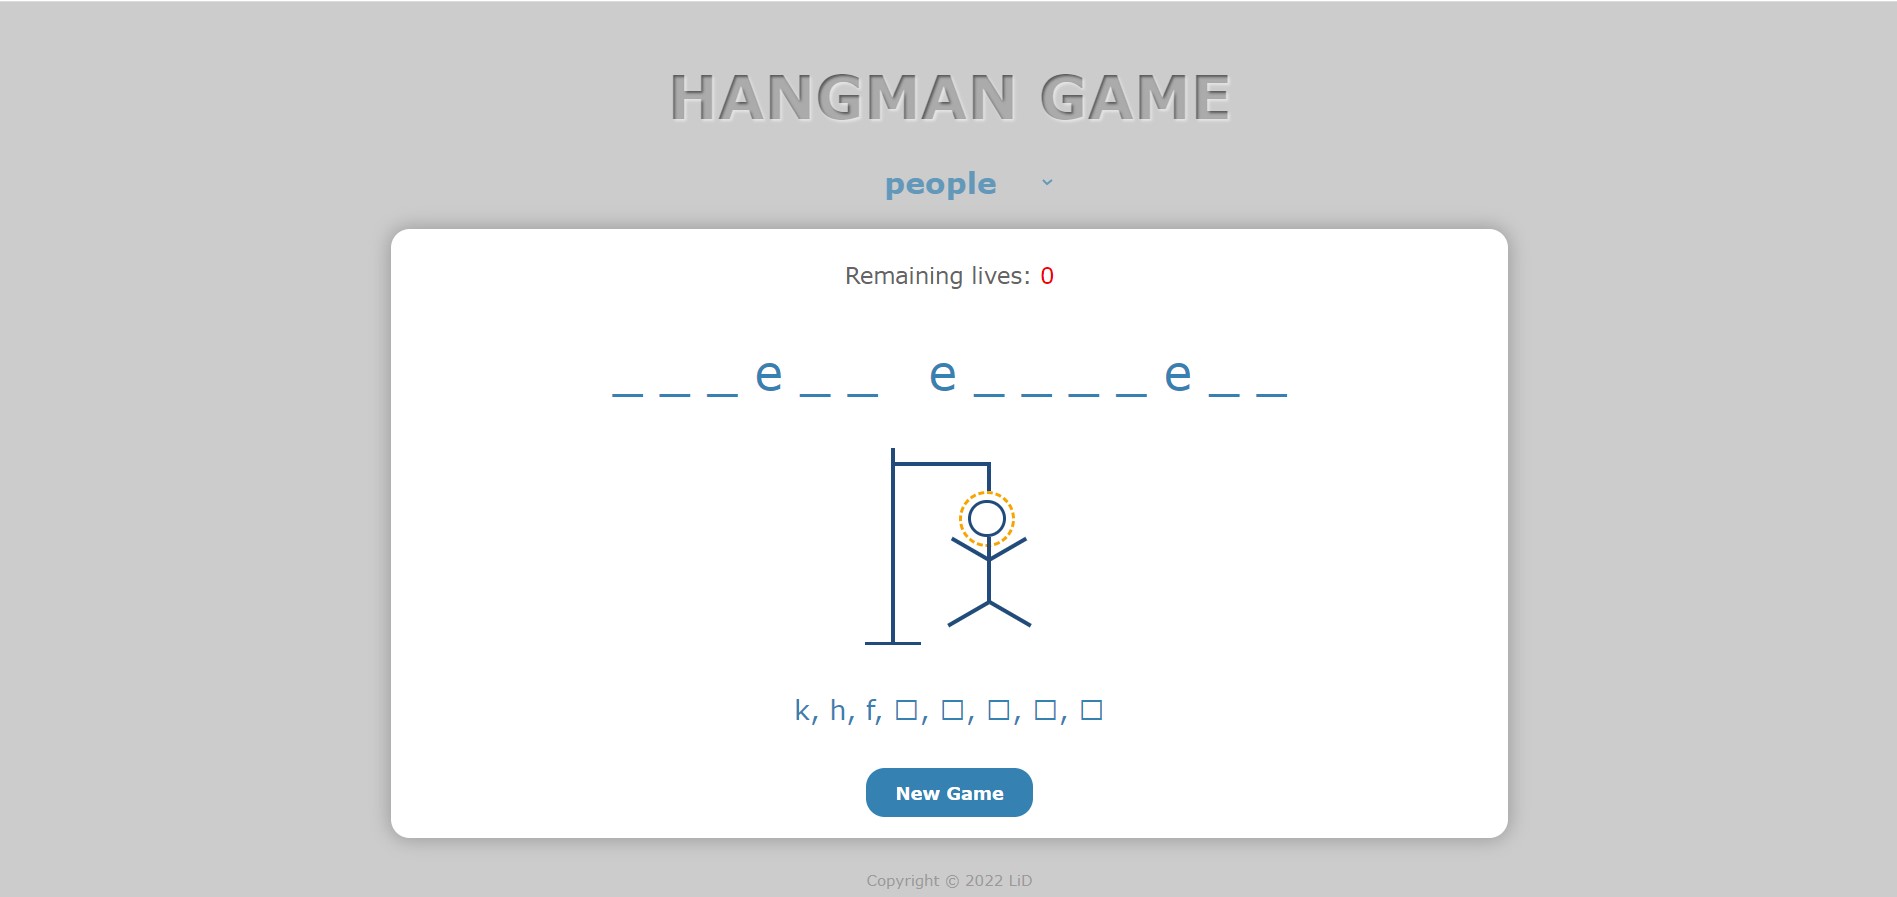 HANGMAN GAME
people
Remaining lives: 0
_ _ _ e _ _ e _ _ _ _ e _ _
k, h, f, □, □, □, □, □
New Game
Copyright © 2022 LiD